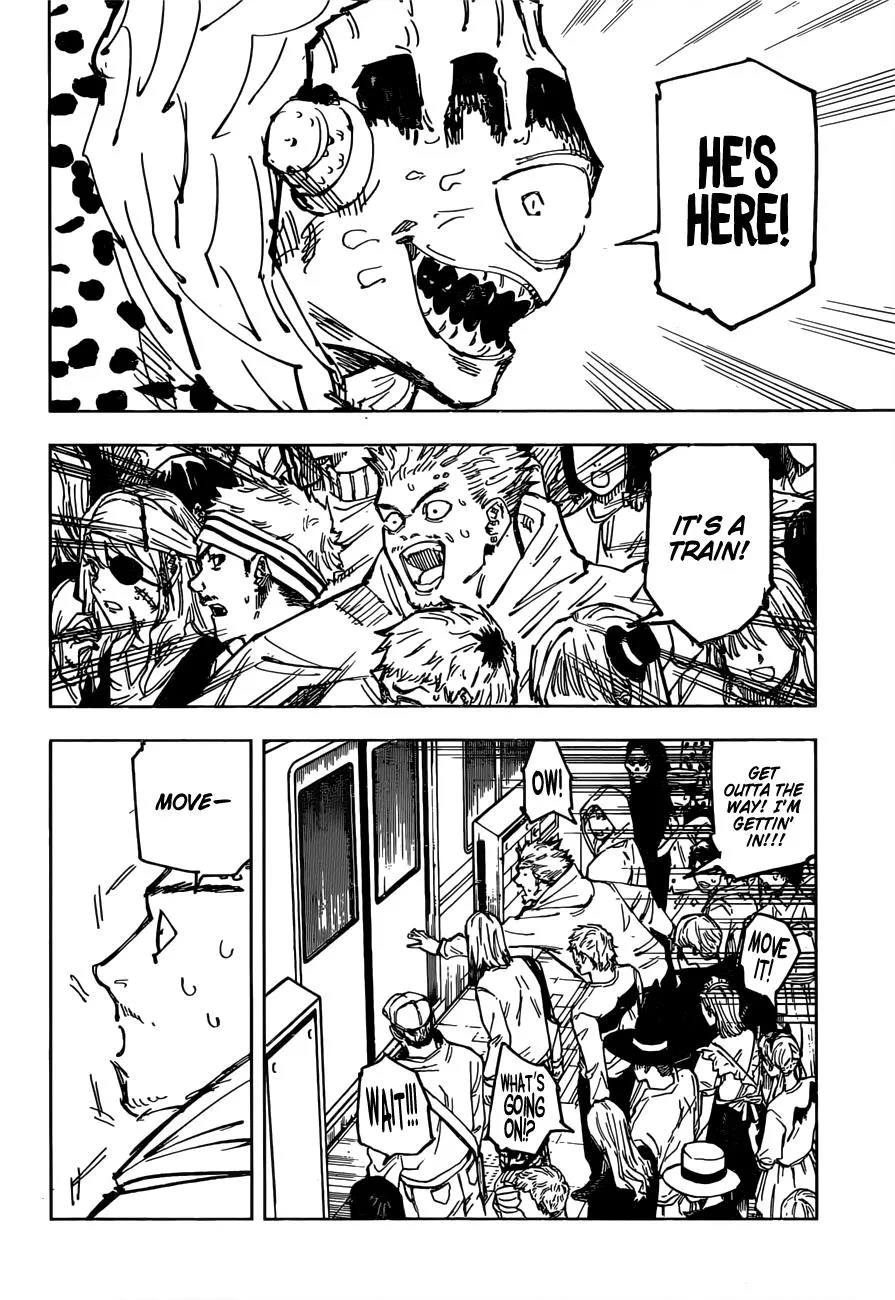 HE'S
HERE!
IT'S A
TRAIN!
GET
OUTTA THE
WAY! I'M
GETTIN'
IN!!!
OW!
MOVE
IT!
WHAT'S
GOING
ON!?
WAIT!!!
MOVE—